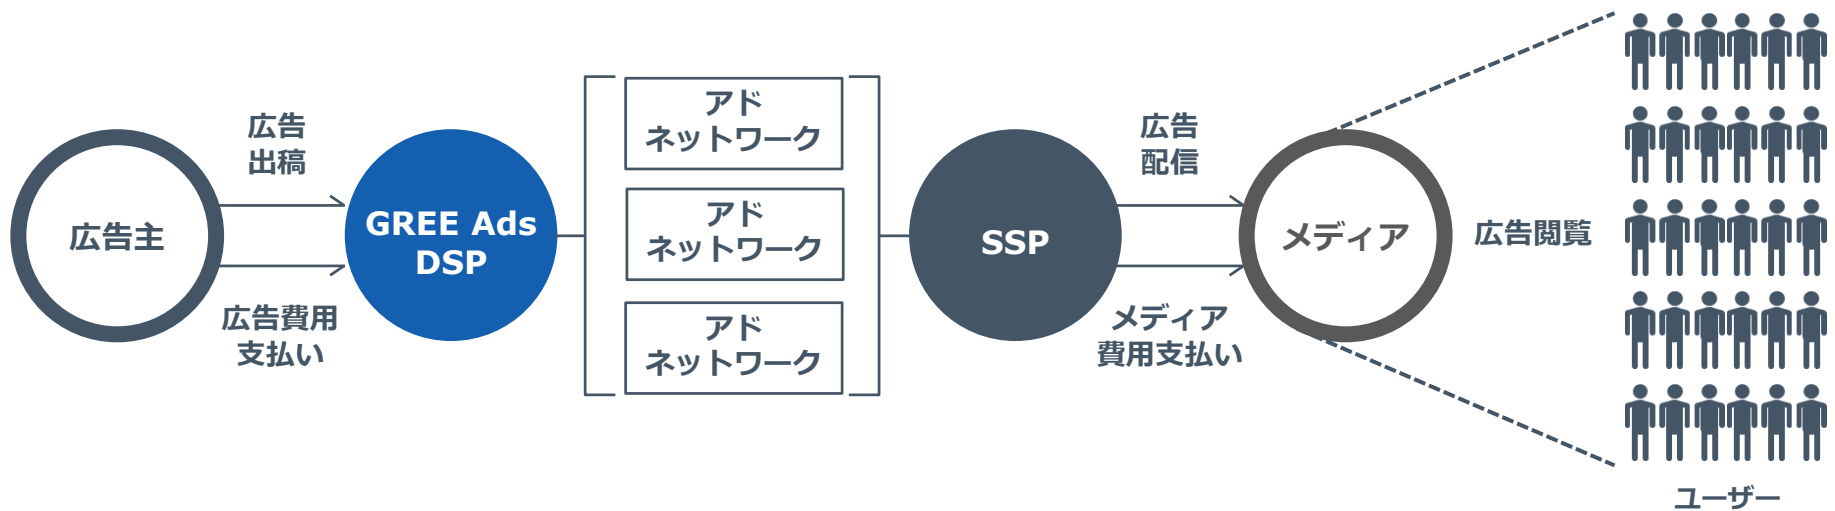 広告主
広告
出稿
広告費用
支払い
GREE Ads
DSP
アド
ネットワーク
アド
ネットワーク
アド
ネットワーク
SSP
広告
配信
メディア
費用支払い
メディア
広告閲覧
ユーザー